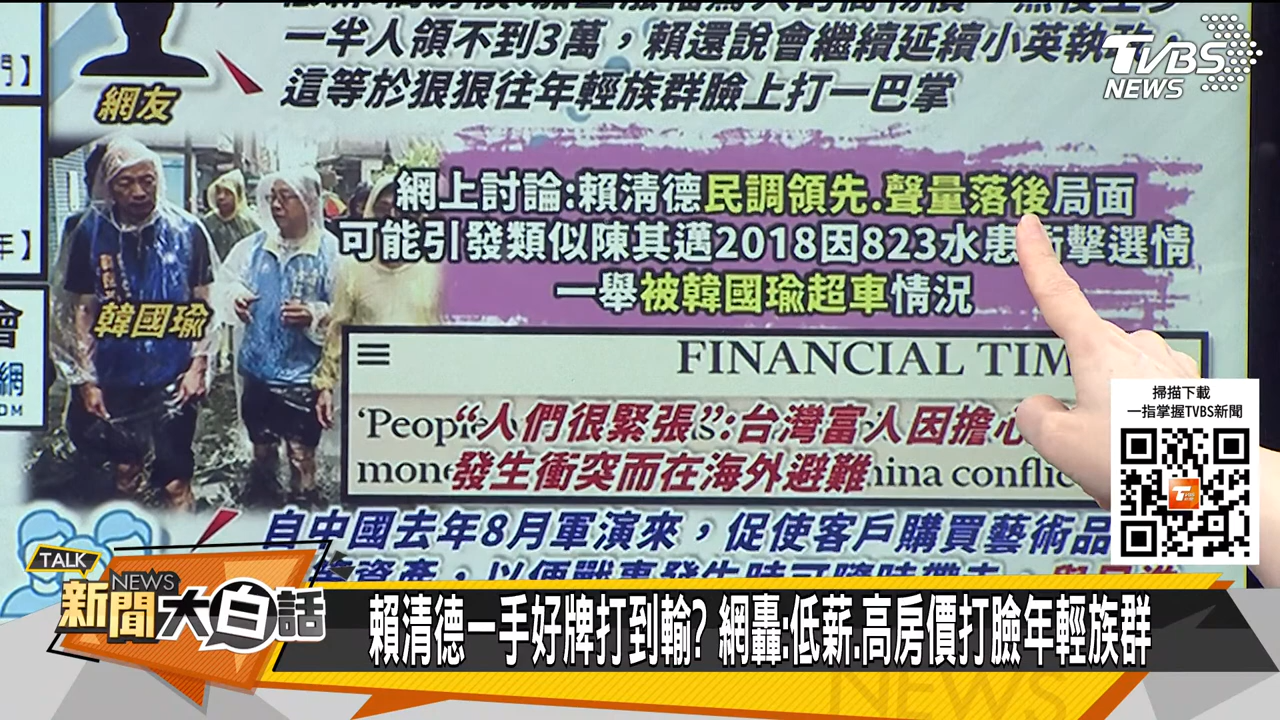 一半人領不到3萬，賴還說會繼續延續小英執政，
這等於狠狠往年輕族群臉上打一巴掌
網友
TVBS
NEWS
網上討論:賴清德民調領先.聲量落後局面
可能引發類似陳其邁2018因823水患衝擊選情
一舉被韓國瑜超車情況
韓國瑜
FINANCIAL TIM
'Peop
“人們很緊張”:台灣富人因擔心
mone
發生衝突而在海外避難
hina conflic
自中國去年8月軍演來，促使客戶購買藝術品
掃描下載
一指掌握TVBS新聞
TALK
NEWS
新聞大白話
賴清德一手好牌打到輸? 網轟:低薪.高房價打臉年輕族群
NEWS